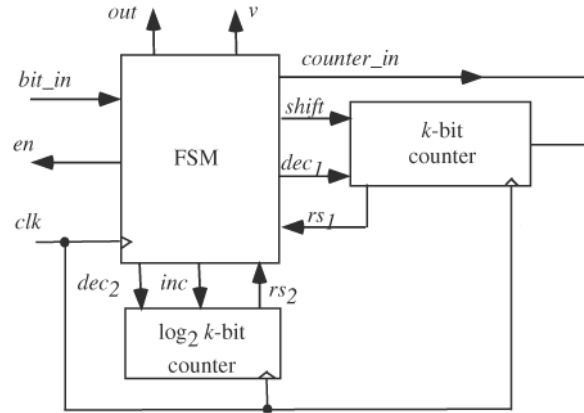 out
v
bit_in
counter_in
shift
k-bit
counter
en
FSM
dec1
rs1
clk
dec2
inc
rs2
log2 k-bit
counter